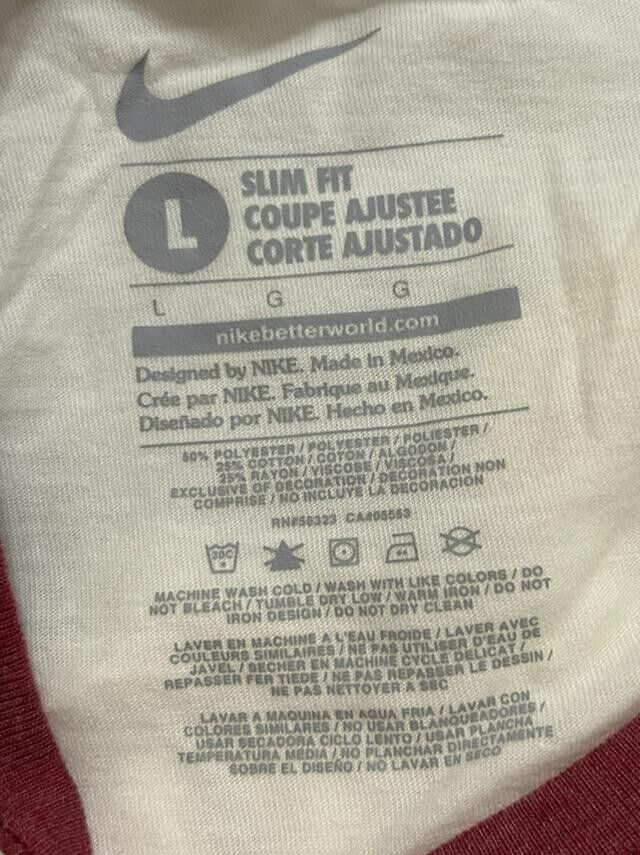 L
SLIM FIT
COUPE AJUSTEE
CORTE AJUSTADO
L G G
nikebetterworld.com
Designed by NIKE. Made in Mexico.
Crée par NIKE. Fabrique au Mexique.
Diseñado por NIKE. Hecho en Mexico.
50% POLYESTER / POLYESTER / POLIESTER /
25% COTTON / COTON / ALGODON /
25% RAYON / VISCOSE / VISCOSA /
EXCLUSIVE OF DECORATION / DECORATION NON
COMPRISE / NO INCLUYE LA DECORACION
RN#56323 CA#05553
30C
MACHINE WASH COLD / WASH WITH LIKE COLORS / DO
NOT BLEACH / TUMBLE DRY LOW / WARM IRON / DO NOT
IRON DESIGN / DO NOT DRY CLEAN
LAVER EN MACHINE A L'EAU FROIDE / LAVER AVEC
COULEURS SIMILAIRES / NE PAS UTILISER D'EAU DE
JAVEL / SECHER EN MACHINE CYCLE DELICAT /
REPASSER FER TIEDE / NE PAS REPASSER LE DESSIN /
NE PAS NETTOYER A SEC
LAVAR A MAQUINA EN AGUA FRIA / LAVAR CON
COLORES SIMILARES / NO USAR BLANQUEADORES /
USAR SECADORA CICLO LENTO / USAR PLANCHA
TEMPERATURA MEDIA / NO PLANCHAR DIRECTAMENTE
SOBRE EL DISEÑO / NO LAVAR EN SECO